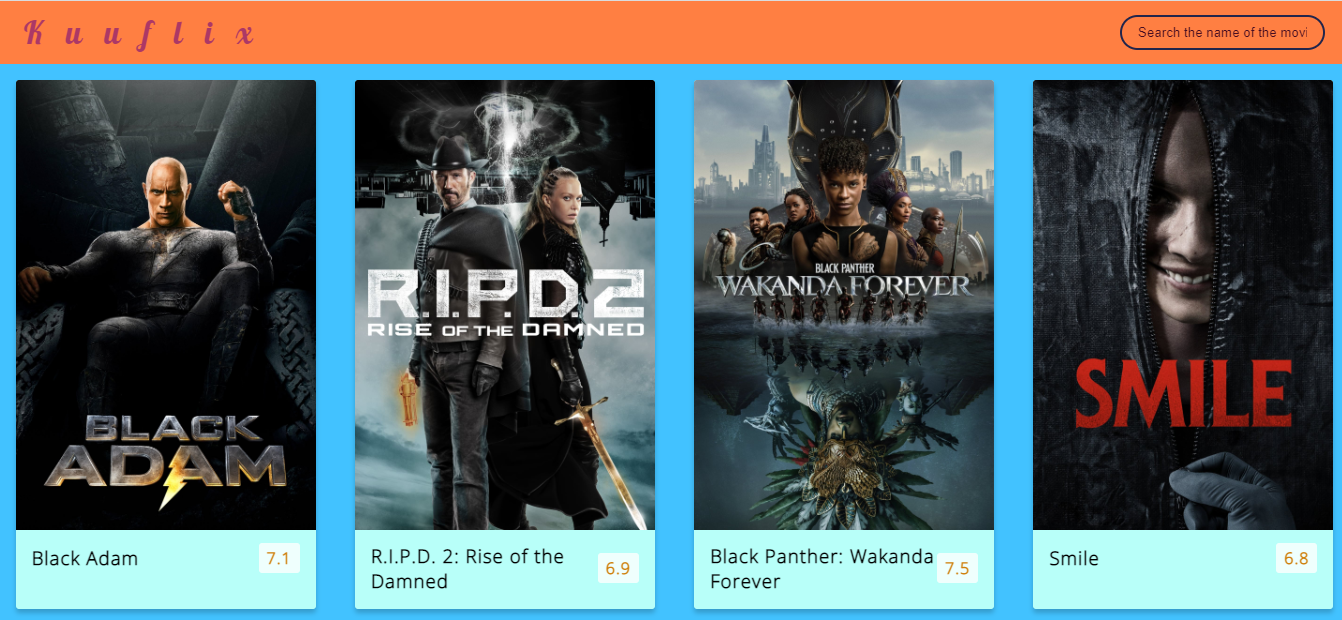 Kuuflix
Search the name of the movi
BLACK
ADAM
R.I.P.D.2
RISE OF THE DAMNED
BLACK PANTHER
WAKANDA FOREVER
SMILE
Black Adam
7.1
R.I.P.D. 2: Rise of the
Damned
6.9
Black Panther: Wakanda
Forever
7.5
Smile
6.8